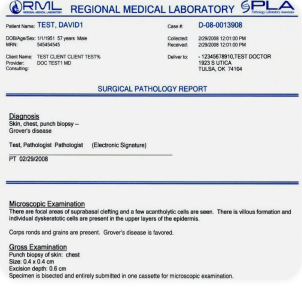 RML REGIONAL MEDICAL LABORATORY SPLA
Patient Name: TEST, DAVID1 Case #: D-08-0013908
DOB/Age/Sex: 1/1/1951 57 years Male Collected: 2/29/2008 12:01:00 PM
MRN: 545454545 Received: 2/29/2008 12:01:00 PM
Client Name: TEST CLIENT CLIENT TEST% Deliver to: - 12345678910,TEST DOCTOR
Provider: DOC TEST1 MD 1923 S UTICA
Consulting: TULSA, OK 74104
SURGICAL PATHOLOGY REPORT
Diagnosis
Skin, chest, punch biopsy --
Grover's disease
Test, Pathologist Pathologist (Electronic Signature)
PT 02/29/2008
Microscopic Examination
There are focal areas of suprabasal clefting and a few acantholytic cells are seen. There is villous formation and
individual dyskeratotic cells are present in the upper layers of the epidermis.
Corps ronds and grains are present. Grover's disease is favored.
Gross Examination
Punch biopsy of skin: chest
Size: 0.4 x 0.4 cm
Excision depth: 0.6 cm
Specimen is bisected and entirely submitted in one cassette for microscopic examination.